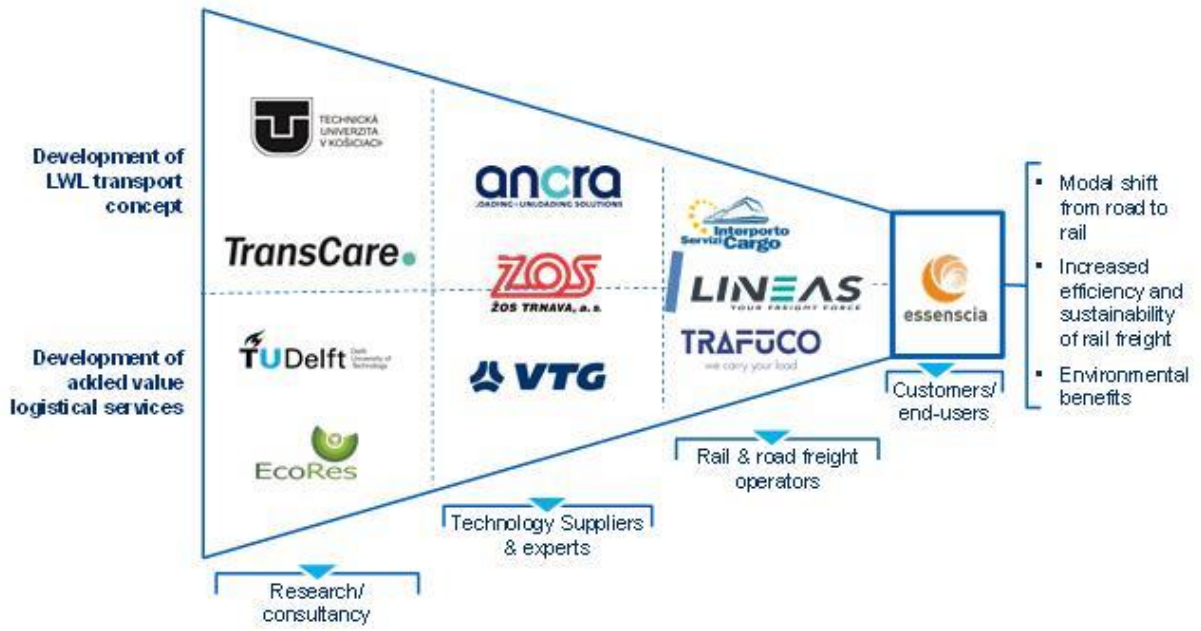 Development of
LWL transport
concept
Development of
added value
logistical services
TECHNICKÁ
UNIVERZITA
V KOŠICIACH
TransCare
TUDelft
Delft
University of
Technology
EcoRes
Research/
consultancy
ancra
LOADING-UNLOADING SOLUTIONS
ZOS
ŽOS TRNAVA, a. s.
VTG
Technology Suppliers
& experts
Interporto
Servizi Cargo
LINEAS
YOUR FREIGHT FORCE
TRAFUCO
we carry your load
Rail & road freight
operators
essenscia
Customers/
end-users
▪ Modal shift
from road to
rail
▪ Increased
efficiency and
sustainability
of rail freight
▪ Environmental
benefits